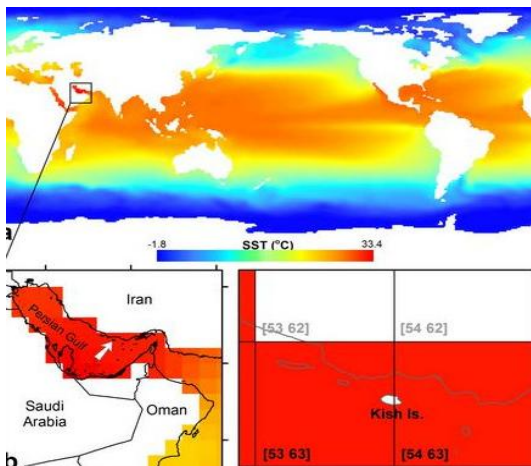 a
SST (°C)
-1.8
33.4
Iran
Persian Gulf
Saudi
Arabia
Oman
b
[53 62]
[54 62]
Kish Is.
[53 63]
[54 63]